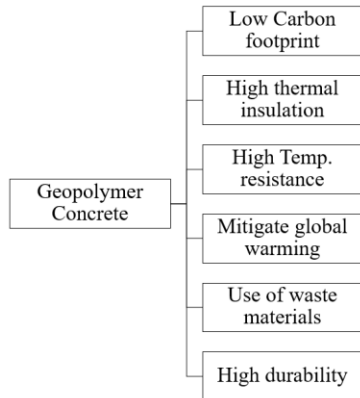 Low Carbon
footprint
High thermal
insulation
High Temp.
resistance
Geopolymer
Concrete
Mitigate global
warming
Use of waste
materials
High durability